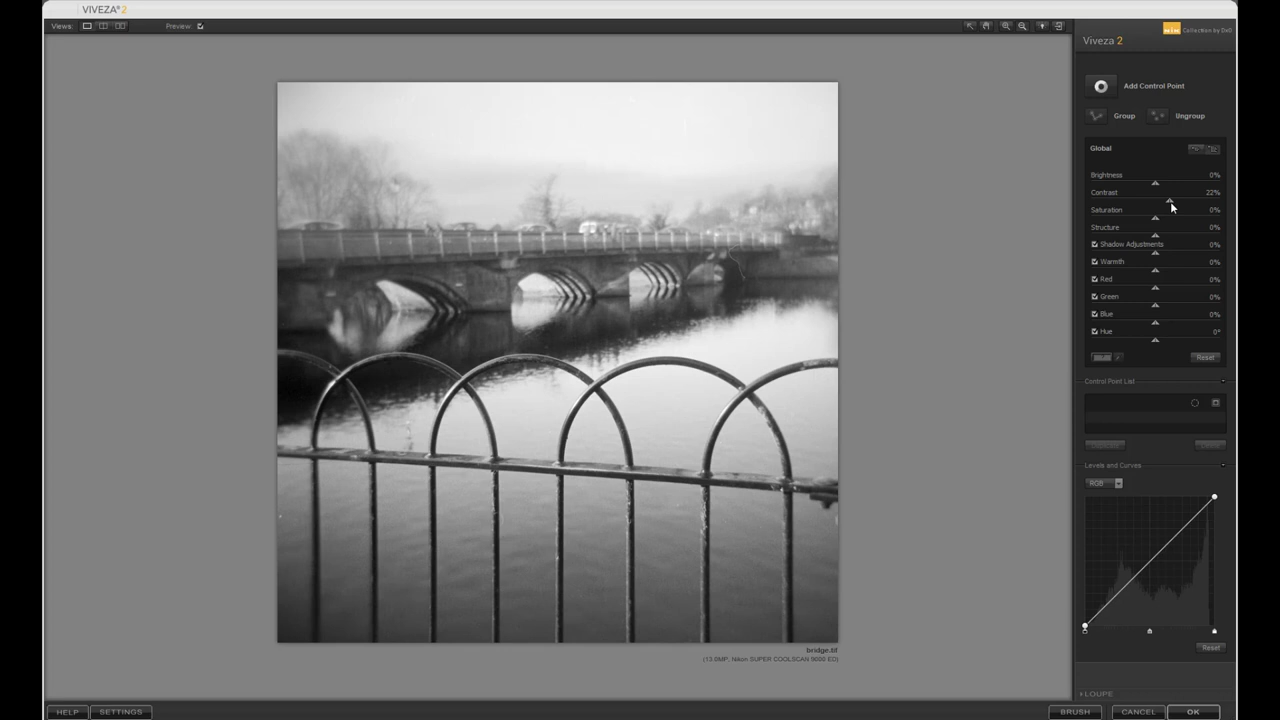 VIVEZA® 2
Views:
Preview:
Viveza 2
nik Collection by DxO
Add Control Point
Group
Ungroup
Global
Brightness 0%
Contrast 22%
Saturation 0%
Structure 0%
Shadow Adjustments 0%
Warmth 0%
Red 0%
Green 0%
Blue 0%
Hue 0°
Reset
Control Point List
Levels and Curves
RGB
Reset
bridge.tif
(13.0MP, Nikon SUPER COOLSCAN 9000 ED)
LOUPE
HELP
SETTINGS
BRUSH
CANCEL
OK